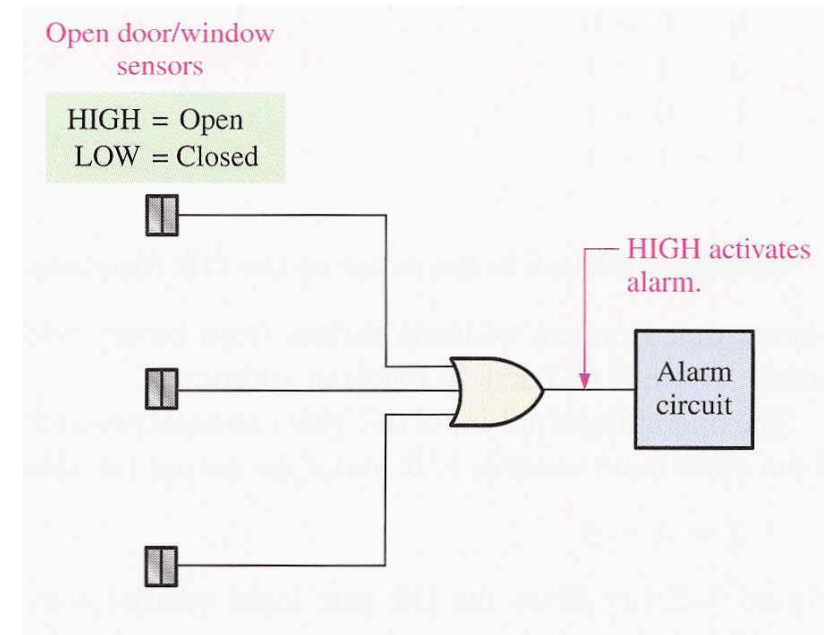 Open door/window
sensors
HIGH = Open
LOW = Closed
HIGH activates
alarm.
Alarm
circuit